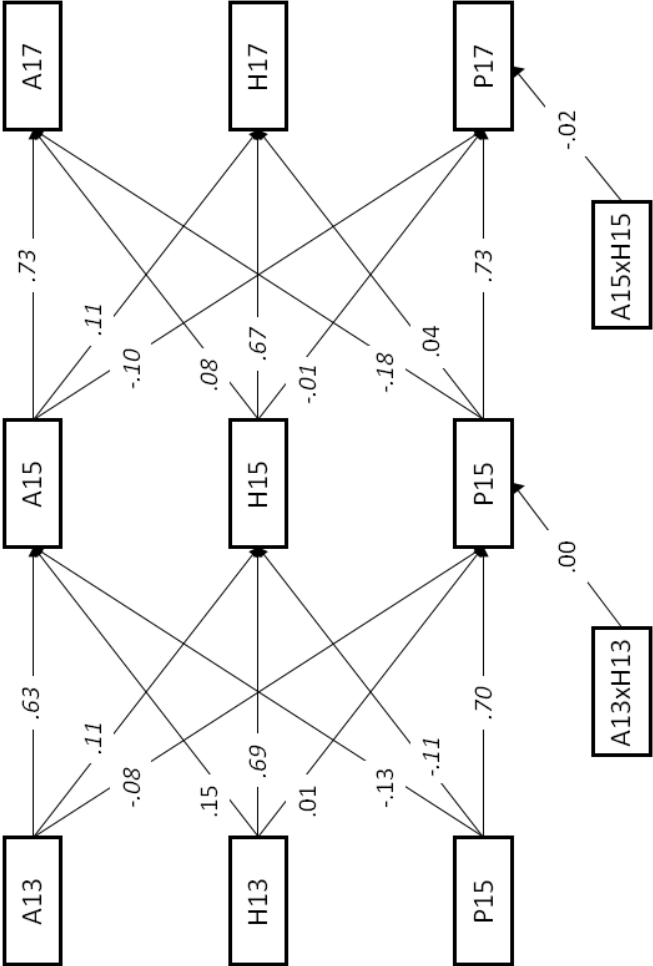 A13
.63
A15
.73
A17
.11
.11
-.08
-.10
.15
.08
H13
.69
H15
.67
H17
.01
-.01
-.13
-.18
-.11
.04
P15
.70
P15
.73
P17
.00
-.02
A13xH13
A15xH15